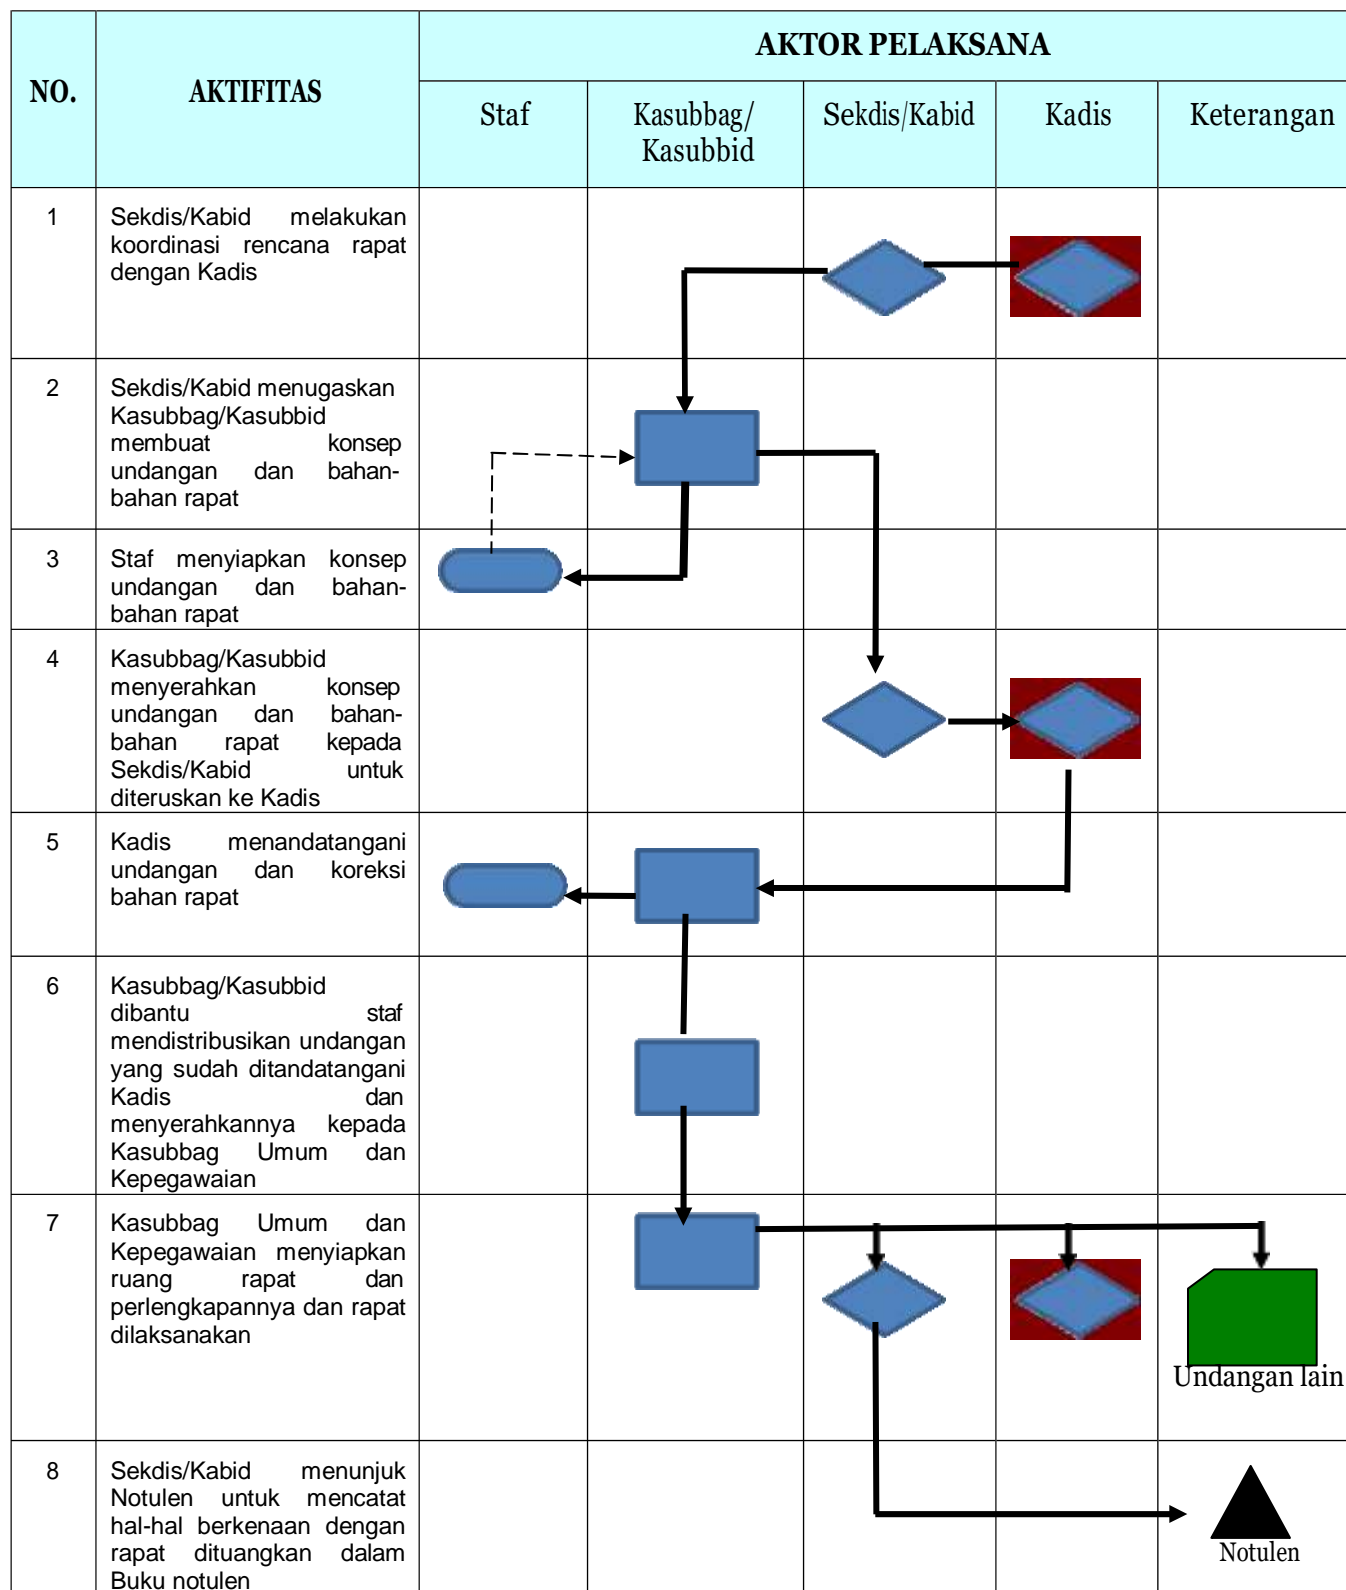 NO.
AKTIFITAS
AKTOR PELAKSANA
Staf
Kasubbag/
Kasubbid
Sekdis/Kabid
Kadis
Keterangan
1
Sekdis/Kabid melakukan
koordinasi rencana rapat
dengan Kadis
2
Sekdis/Kabid menugaskan
Kasubbag/Kasubbid
membuat konsep
undangan dan bahan-
bahan rapat
3
Staf menyiapkan konsep
undangan dan bahan-
bahan rapat
4
Kasubbag/Kasubbid
menyerahkan konsep
undangan dan bahan-
bahan rapat kepada
Sekdis/Kabid untuk
diteruskan ke Kadis
5
Kadis menandatangani
undangan dan koreksi
bahan rapat
6
Kasubbag/Kasubbid
dibantu staf
mendistribusikan undangan
yang sudah ditandatangani
Kadis dan
menyerahkannya kepada
Kasubbag Umum dan
Kepegawaian
7
Kasubbag Umum dan
Kepegawaian menyiapkan
ruang rapat dan
perlengkapannya dan rapat
dilaksanakan
Undangan lain
8
Sekdis/Kabid menunjuk
Notulen untuk mencatat
hal-hal berkenaan dengan
rapat dituangkan dalam
Buku notulen
Notulen